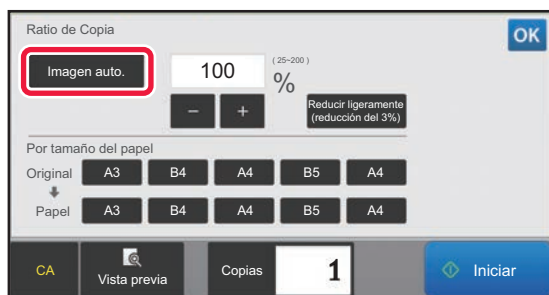 Ratio de Copia
OK
Imagen auto.
100
(25~200)
%
－
＋
Reducir ligeramente
(reducción del 3%)
Por tamaño del papel
Original A3 B4 A4 B5 A4
Papel A3 B4 A4 B5 A4
CA
Vista previa
Copias
1
Iniciar